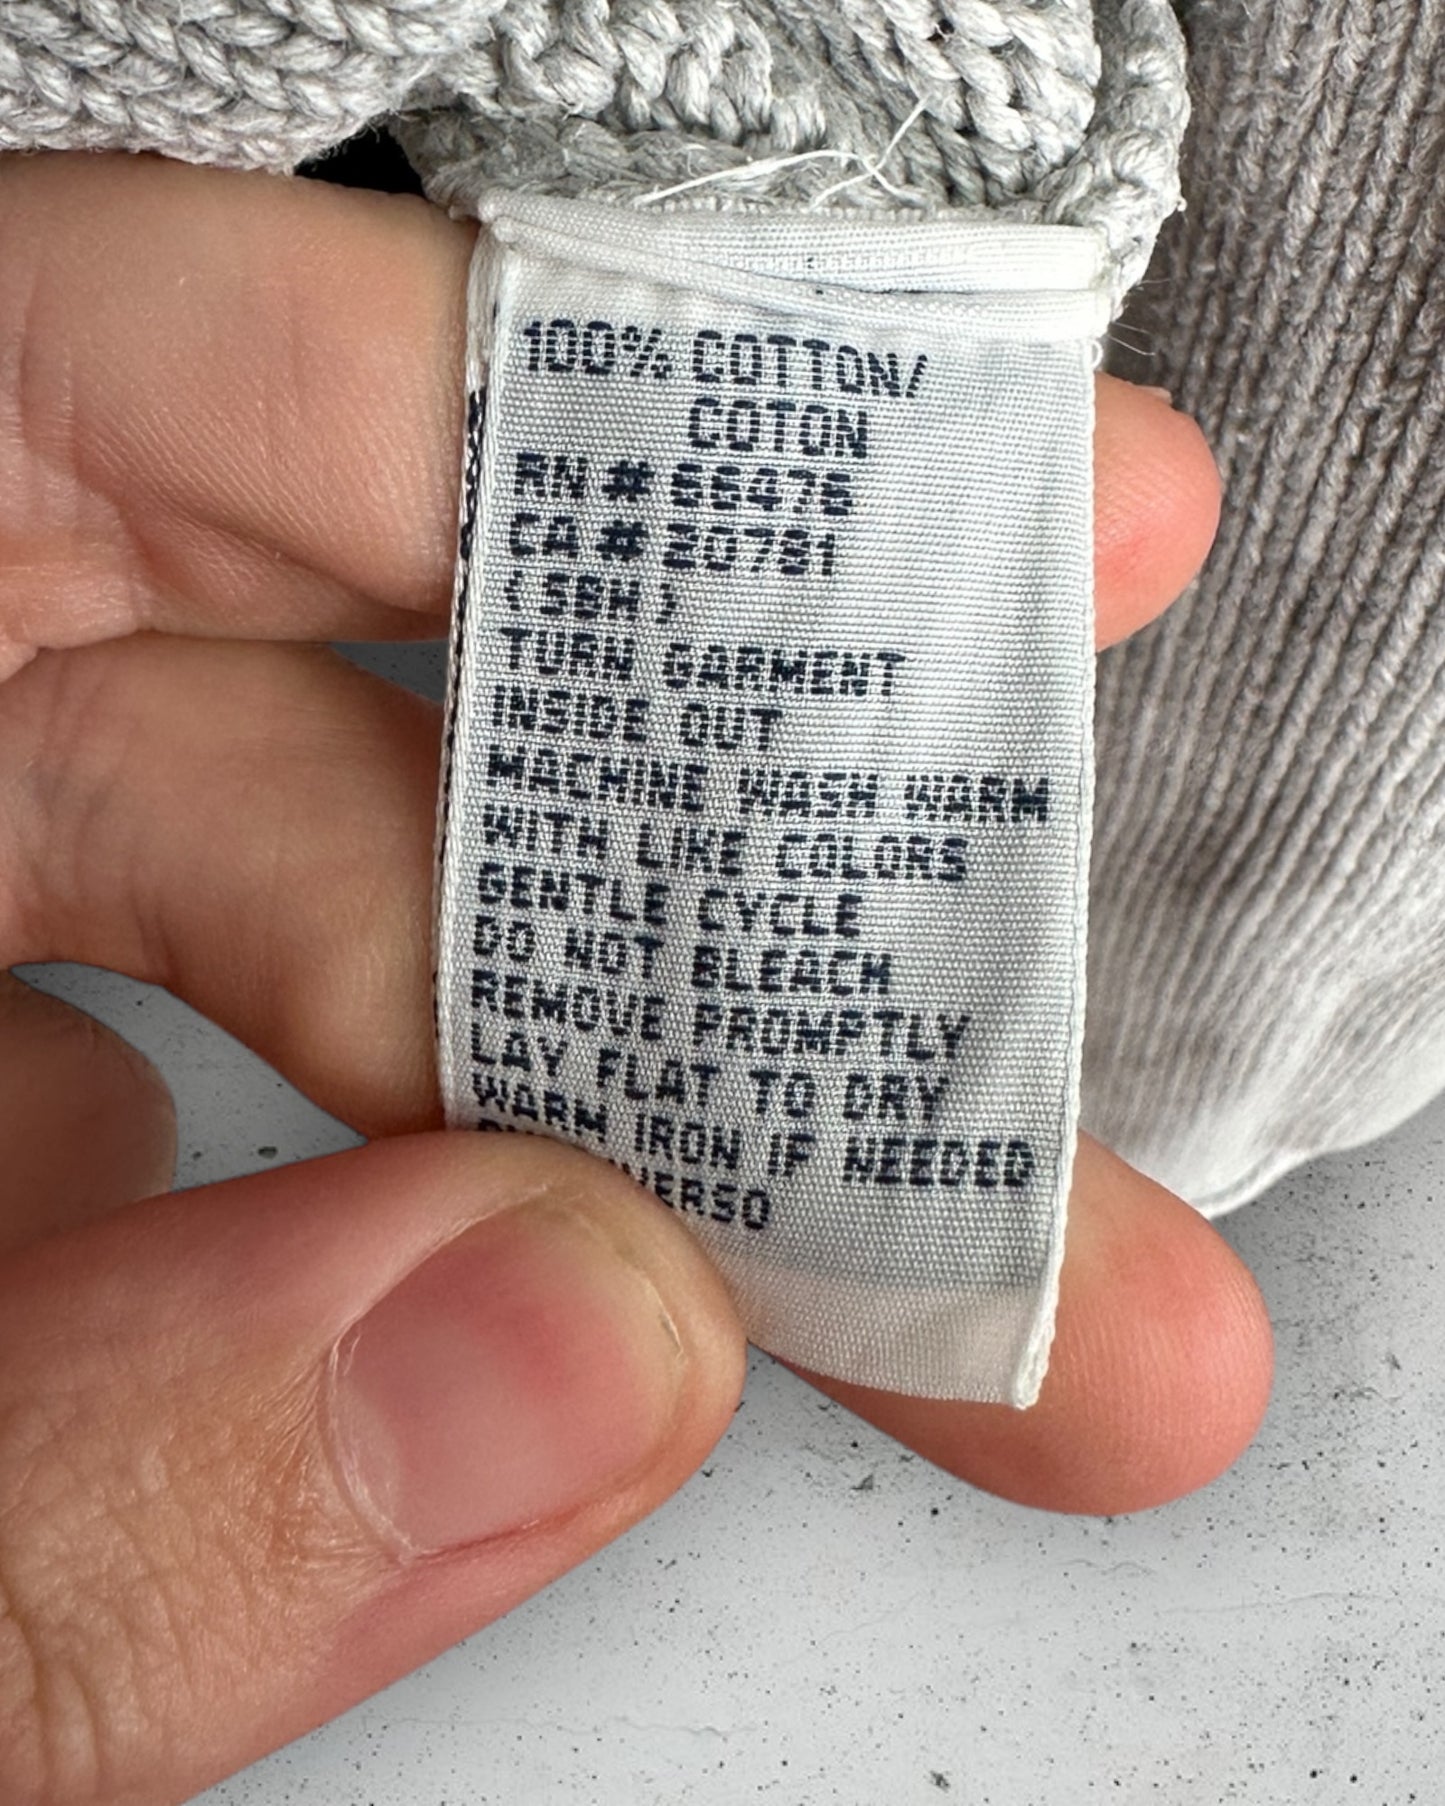 100% COTTON/
COTON
RN # 66476
CA # 20781
(SBH)
TURN GARMENT
INSIDE OUT
MACHINE WASH WARM
WITH LIKE COLORS
GENTLE CYCLE
DO NOT BLEACH
REMOVE PROMPTLY
LAY FLAT TO DRY
WARM IRON IF NEEDED